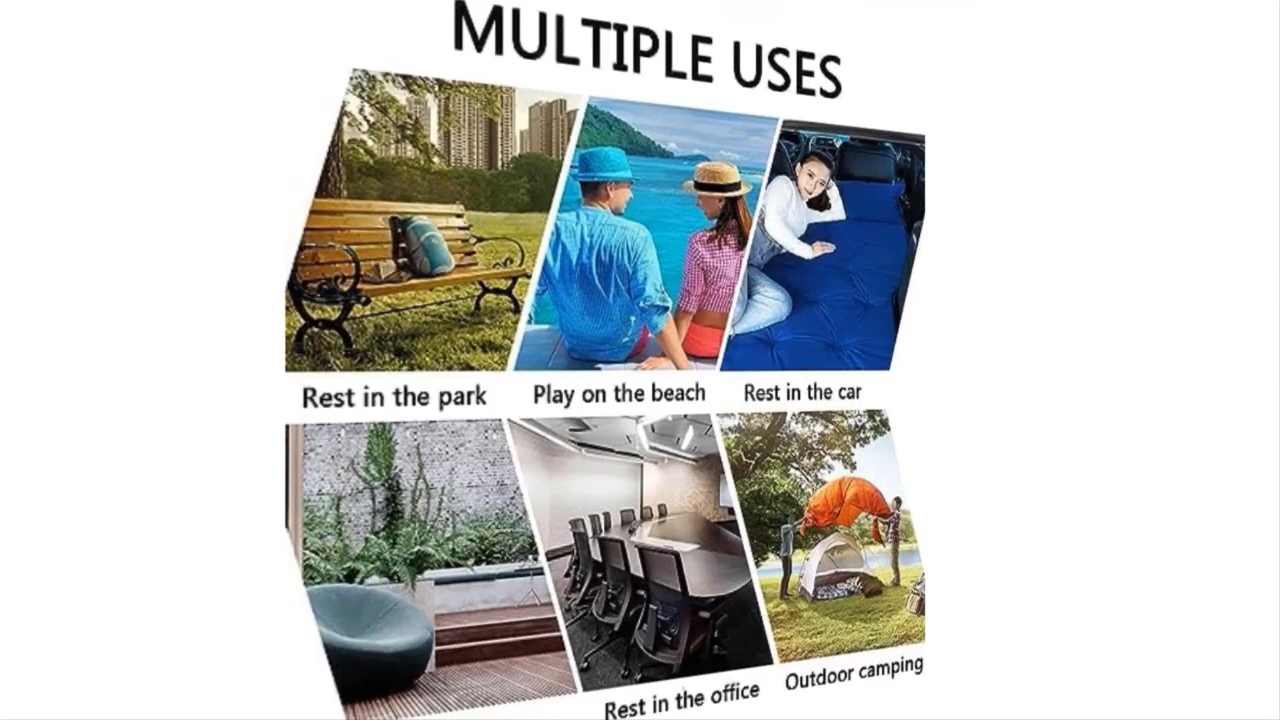 MULTIPLE USES
Rest in the park
Play on the beach
Rest in the car
Rest in the office
Outdoor camping